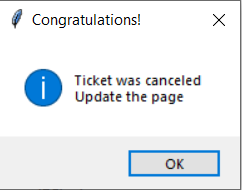 Congratulations!
Ticket was canceled
Update the page
OK